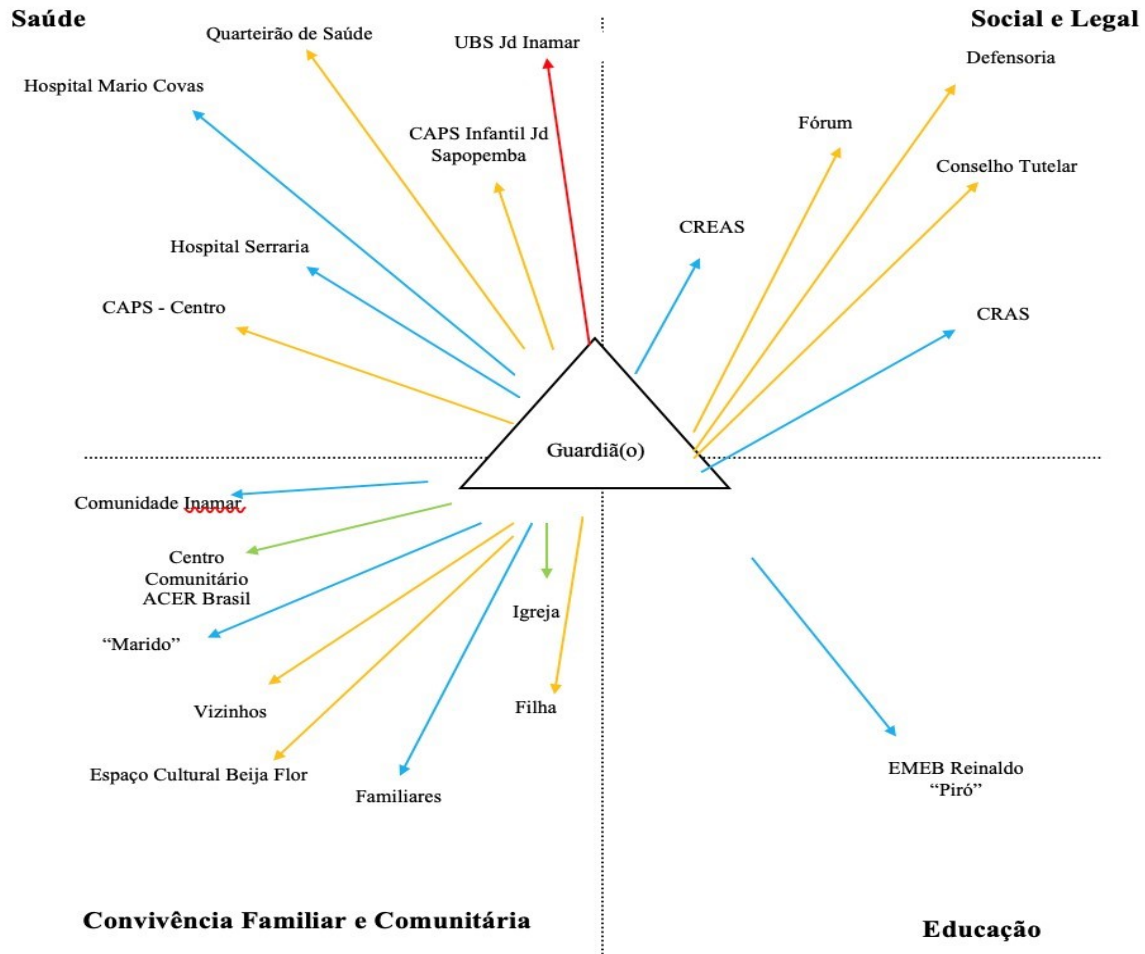 Saúde
Social e Legal
Quarteirão de Saúde
UBS Jd Inamar
Defensoria
Hospital Mario Covas
CAPS Infantil Jd
Sapopemba
Fórum
Conselho Tutelar
CREAS
Hospital Serraria
CAPS - Centro
CRAS
Guardiã(o)
Comunidade Inamar
Centro
Comunitário
ACER Brasil
“Marido”
Igreja
Vizinhos
Filha
Espaço Cultural Beija Flor
Familiares
EMEB Reinaldo
“Piró”
Convivência Familiar e Comunitária
Educação